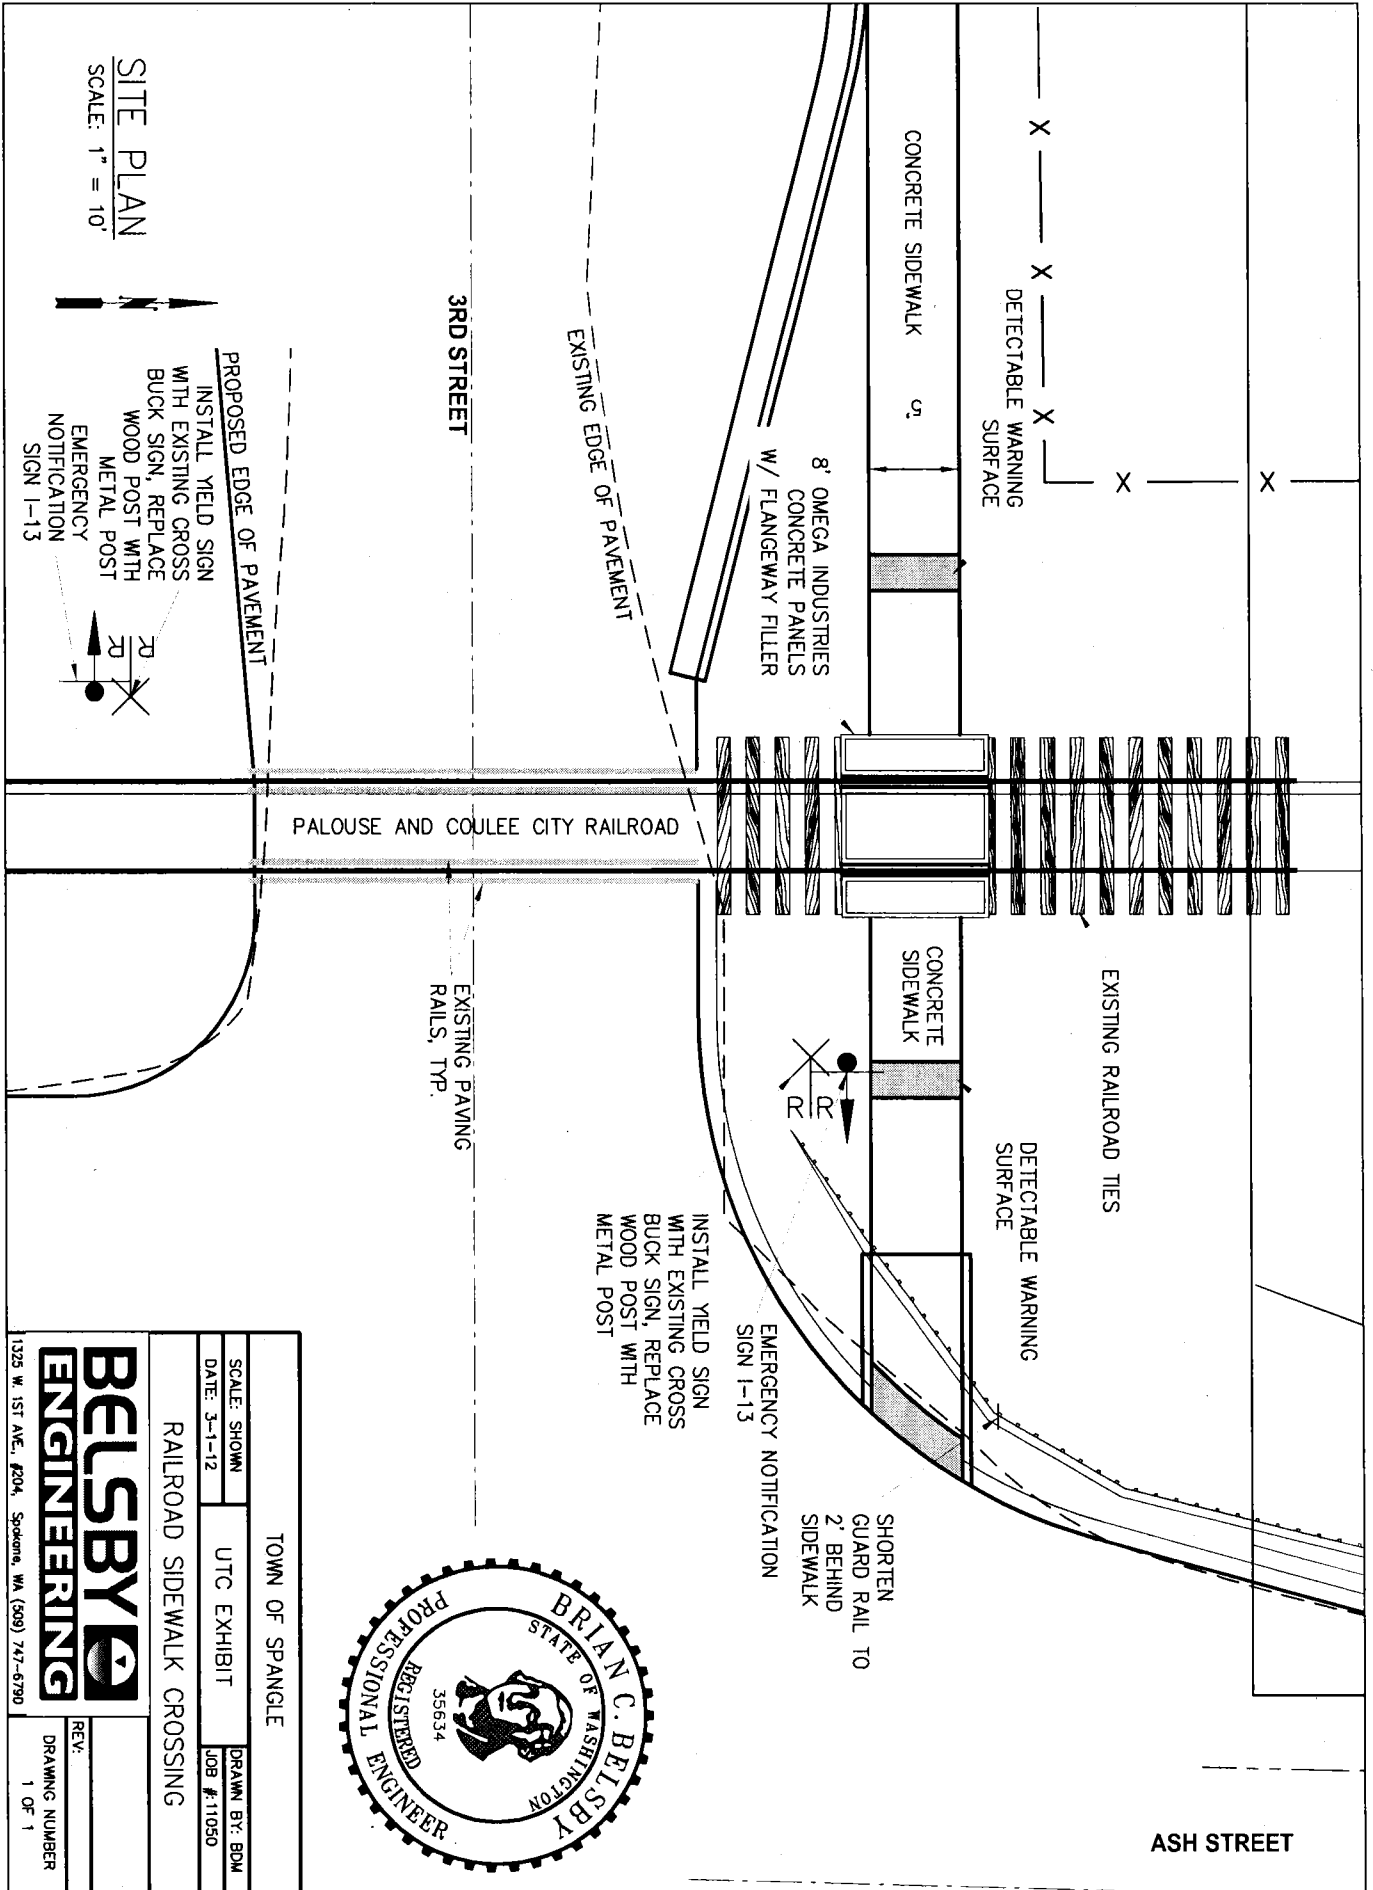 SITE PLAN
SCALE: 1" = 10'
CONCRETE SIDEWALK
5'
X
X
X
X
X
DETECTABLE WARNING
SURFACE
8' OMEGA INDUSTRIES
CONCRETE PANELS
W/ FLANGEWAY FILLER
3RD STREET
EXISTING EDGE OF PAVEMENT
PROPOSED EDGE OF PAVEMENT
INSTALL YIELD SIGN
WITH EXISTING CROSS
BUCK SIGN, REPLACE
WOOD POST WITH
METAL POST
EMERGENCY
NOTIFICATION
SIGN I-13
R R
PALOUSE AND COULEE CITY RAILROAD
EXISTING PAVING
RAILS, TYP.
CONCRETE
SIDEWALK
EXISTING RAILROAD TIES
R R
DETECTABLE WARNING
SURFACE
INSTALL YIELD SIGN
WITH EXISTING CROSS
BUCK SIGN, REPLACE
WOOD POST WITH
METAL POST
EMERGENCY NOTIFICATION
SIGN I-13
SHORTEN
GUARD RAIL TO
2' BEHIND
SIDEWALK
ASH STREET
BRIAN C. BELSBY
STATE OF WASHINGTON
35634
REGISTERED
PROFESSIONAL ENGINEER
TOWN OF SPANGLE
SCALE: SHOWN
DATE: 3-1-12
UTC EXHIBIT
DRAWN BY: BDM
JOB #:11050
RAILROAD SIDEWALK CROSSING
BELSBY
ENGINEERING
1325 W. 1ST AVE., #204, Spokane, WA (509) 747-6790
REV:
DRAWING NUMBER
1 OF 1